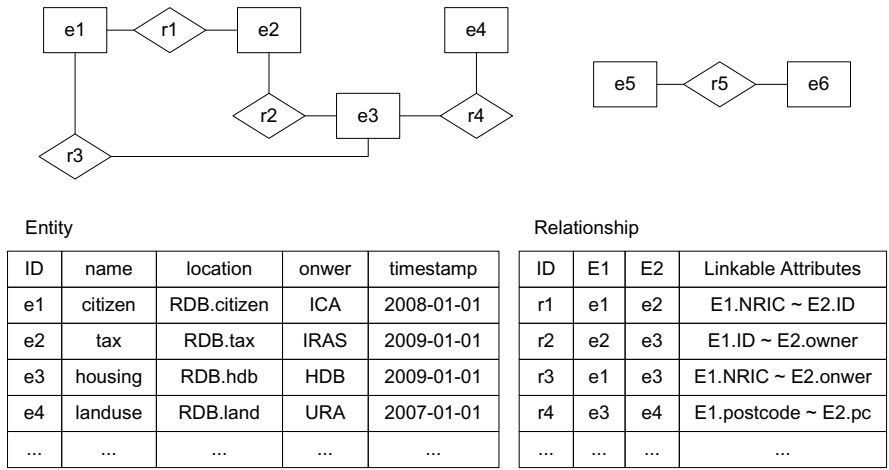 e1 r1 e2 e4
e5 r5 e6
r2 e3 r4
r3
Entity
ID name location onwer timestamp
e1 citizen RDB.citizen ICA 2008-01-01
e2 tax RDB.tax IRAS 2009-01-01
e3 housing RDB.hdb HDB 2009-01-01
e4 landuse RDB.land URA 2007-01-01
... ... ... ... ...
Relationship
ID E1 E2 Linkable Attributes
r1 e1 e2 E1.NRIC ~ E2.ID
r2 e2 e3 E1.ID ~ E2.owner
r3 e1 e3 E1.NRIC ~ E2.onwer
r4 e3 e4 E1.postcode ~ E2.pc
... ... ... ...